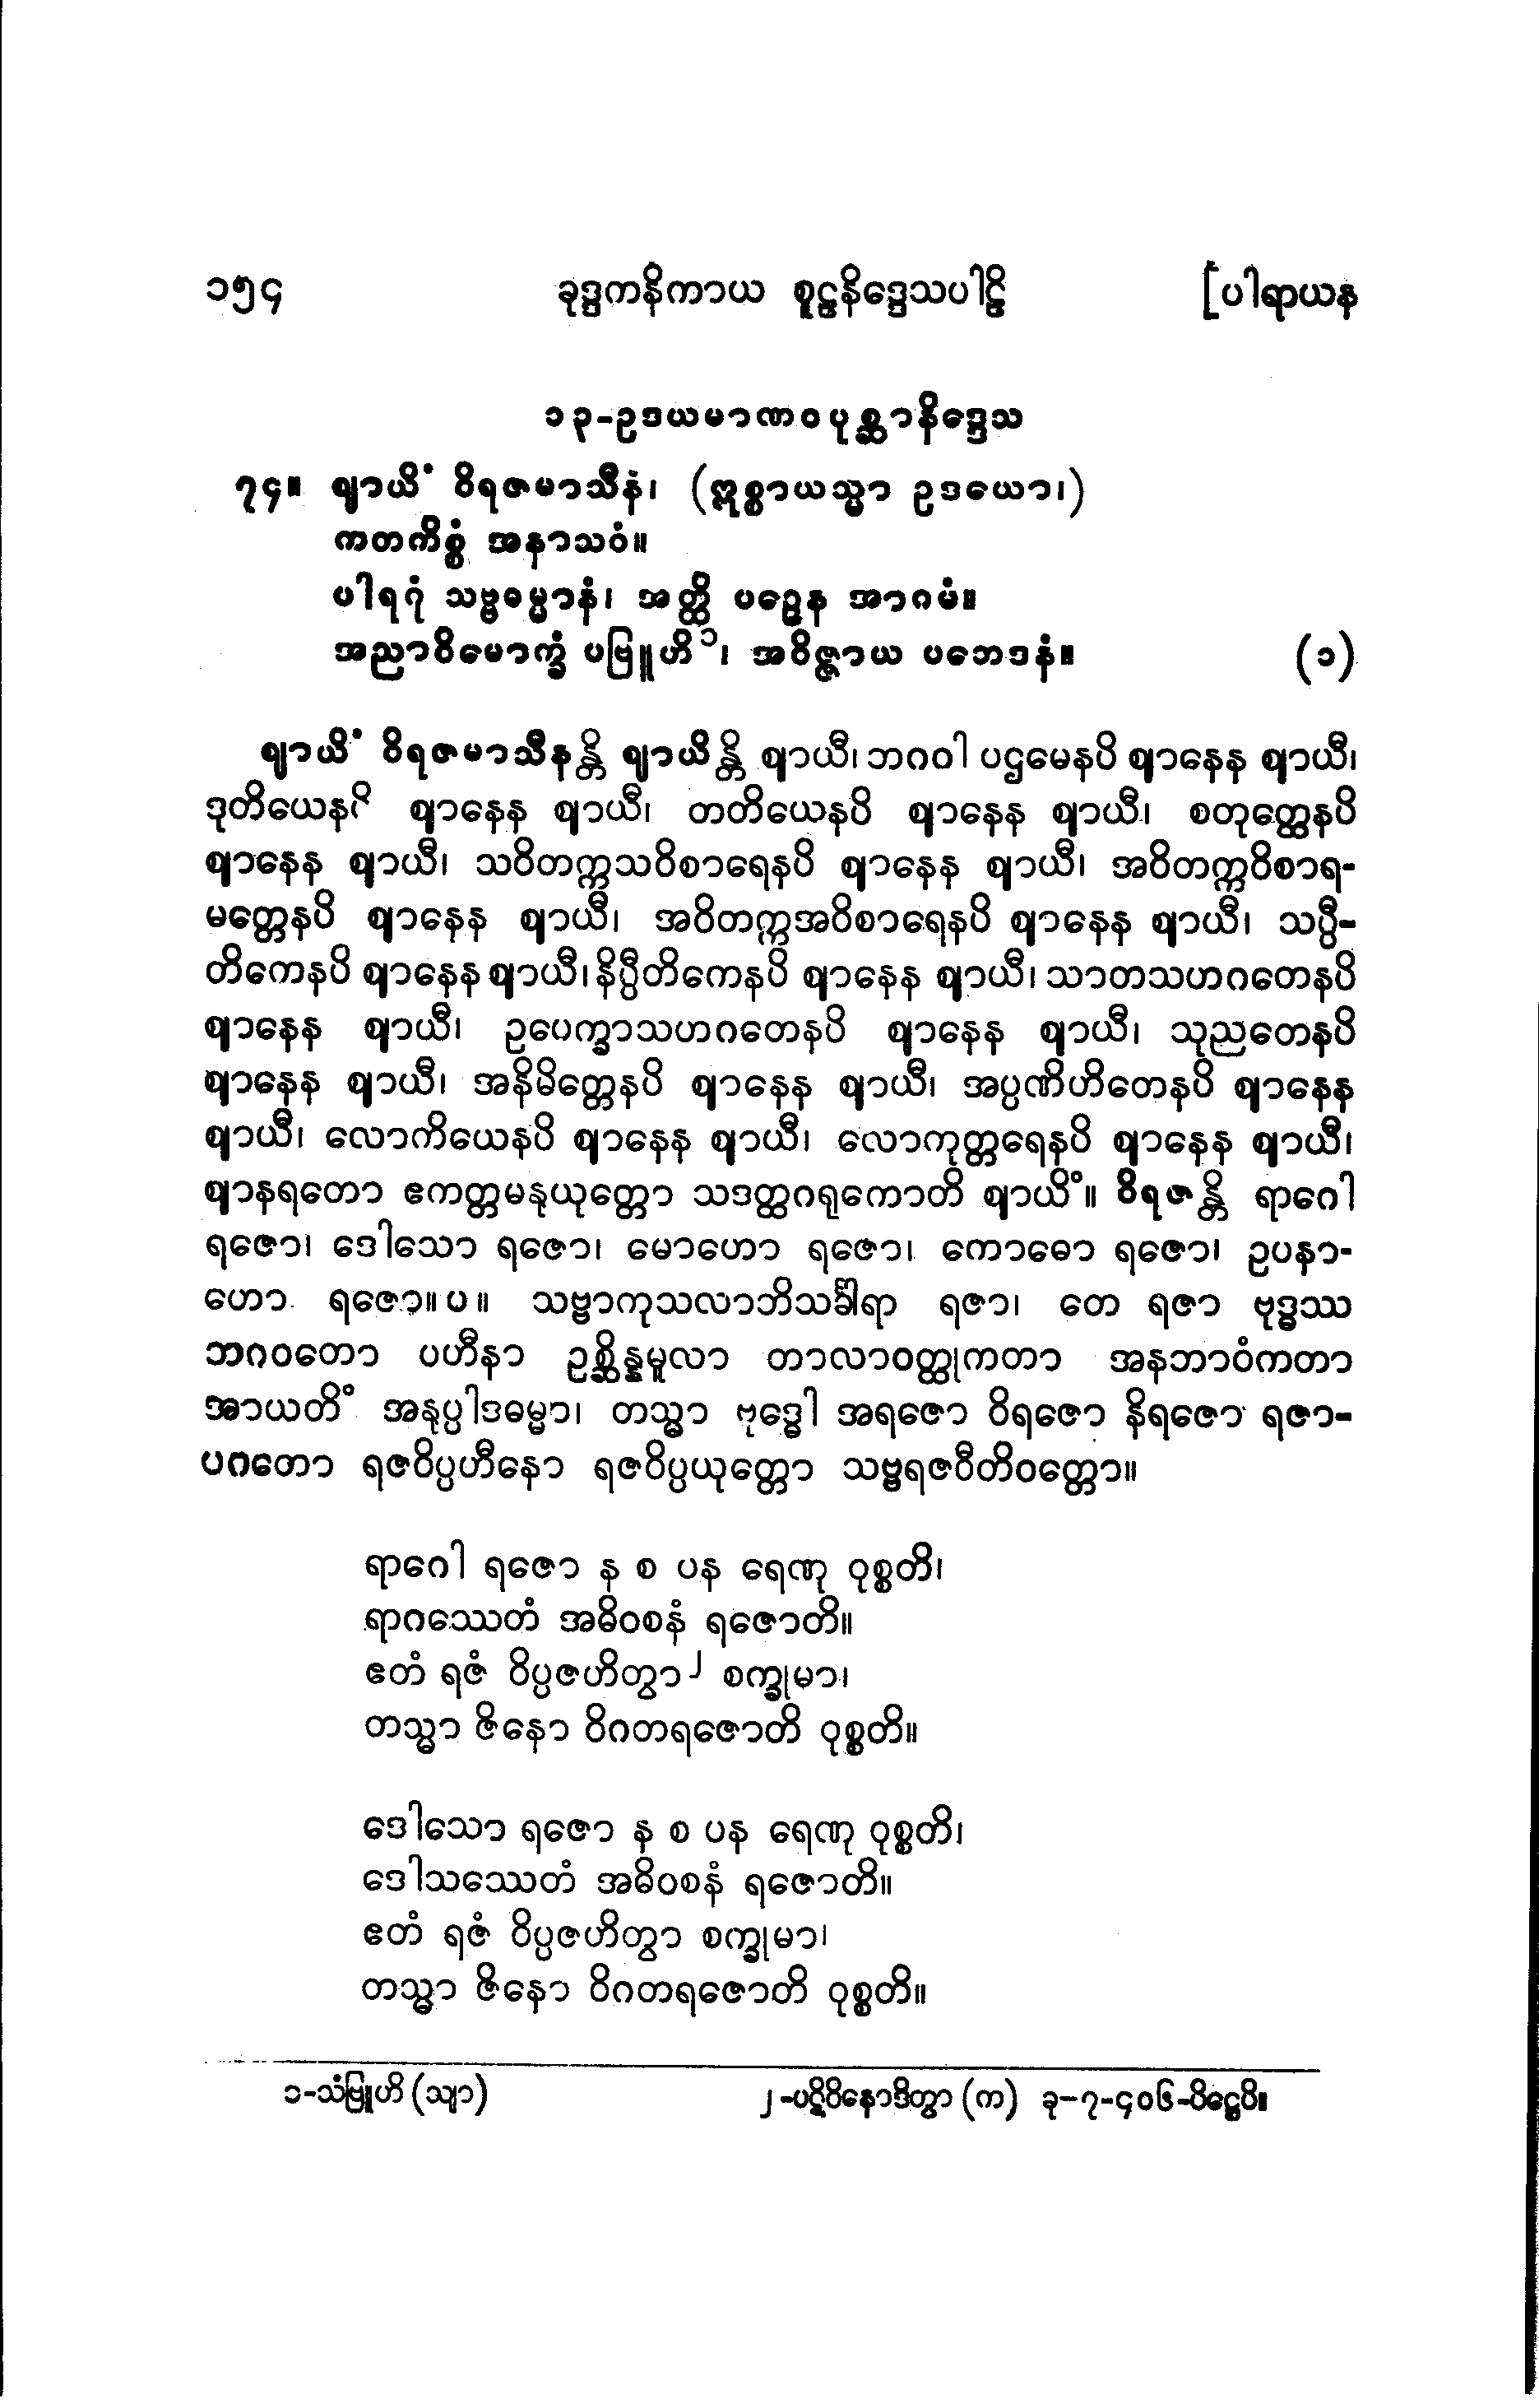 ၁၅၄ ခုဒ္ဒကနိကာယ စူဠနိဒ္ဒေသပါဠိ [ပါရာယန
၁၃-ဥဒယမာဏဝပုစ္ဆာနိဒ္ဒေသ
၇၄။ ဈာယိံ ဝိရဇမာသီနံ၊ (ဣစ္စာယသ္မာ ဥဒယော၊)
ကတကိစ္စံ အနာသဝံ။
ပါရဂုံ သဗ္ဗဓမ္မာနံ၊ အတ္ထိ ပဉှေန အာဂမံ။
အညာဝိမောက္ခံ ပဗြူဟိ၁၊ အဝိဇ္ဇာယ ပဘေဒနံ။ (၁)
ဈာယိံ ဝိရဇမာသီနန္တိ ဈာယိန္တိ ဈာယီ၊ ဘဂဝါ ပဌမေနပိ ဈာနေန ဈာယီ၊
ဒုတိယေနပိ ဈာနေန ဈာယီ၊ တတိယေနပိ ဈာနေန ဈာယီ၊ စတုတ္ထေနပိ
ဈာနေန ဈာယီ၊ သဝိတက္ကသဝိစာရေနပိ ဈာနေန ဈာယီ၊ အဝိတက္ကဝိစာရ-
မတ္တေနပိ ဈာနေန ဈာယီ၊ အဝိတက္ကအဝိစာရေနပိ ဈာနေန ဈာယီ၊ သပ္ပီ-
တိကေနပိ ဈာနေန ဈာယီ၊ နိပ္ပီတိကေနပိ ဈာနေန ဈာယီ၊ သာတသဟဂတေနပိ
ဈာနေန ဈာယီ၊ ဥပေက္ခာသဟဂတေနပိ ဈာနေန ဈာယီ၊ သုညတေနပိ
ဈာနေန ဈာယီ၊ အနိမိတ္တေနပိ ဈာနေန ဈာယီ၊ အပ္ပဏိဟိတေနပိ ဈာနေန
ဈာယီ၊ လောကိယေနပိ ဈာနေန ဈာယီ၊ လောကုတ္တရေနပိ ဈာနေန ဈာယီ၊
ဈာနရတော ဧကတ္တမနုယုတ္တော သဒတ္ထဂရုကောတိ ဈာယိံ။ ဝိရဇန္တိ ရာဂေါ
ရဇော၊ ဒေါသော ရဇော၊ မောဟော ရဇော၊ ကောဓော ရဇော၊ ဥပနာ-
ဟော ရဇော။ပ။ သဗ္ဗာကုသလာဘိသင်္ခါရာ ရဇာ၊ တေ ရဇာ ဗုဒ္ဓဿ
ဘဂဝတော ပဟီနာ ဥစ္ဆိန္နမူလာ တာလာဝတ္ထုကတာ အနဘာဝံကတာ
အာယတိံ အနုပ္ပါဒဓမ္မာ၊ တသ္မာ ဗုဒ္ဓေါ အရဇော ဝိရဇော နိရဇော ရဇာ-
ပဂတော ရဇဝိပ္ပဟီနော ရဇဝိပ္ပယုတ္တော သဗ္ဗရဇဝီတိဝတ္တော။
ရာဂေါ ရဇော န စ ပန ရေဏု ဝုစ္စတိ၊
ရာဂဿေတံ အဓိဝစနံ ရဇောတိ။
ဧတံ ရဇံ ဝိပ္ပဇဟိတွာ၂ စက္ခုမာ၊
တသ္မာ ဇိနော ဝိဂတရဇောတိ ဝုစ္စတိ။
ဒေါသော ရဇော န စ ပန ရေဏု ဝုစ္စတိ၊
ဒေါသဿေတံ အဓိဝစနံ ရဇောတိ။
ဧတံ ရဇံ ဝိပ္ပဇဟိတွာ စက္ခုမာ၊
တသ္မာ ဇိနော ဝိဂတရဇောတိ ဝုစ္စတိ။
၁-သံဗြူဟိ (သျာ) ၂-ပဋိဝိနောဒိတွာ (က) ခု-၇-၄၀၆-ပိဋ္ဌေပိ။